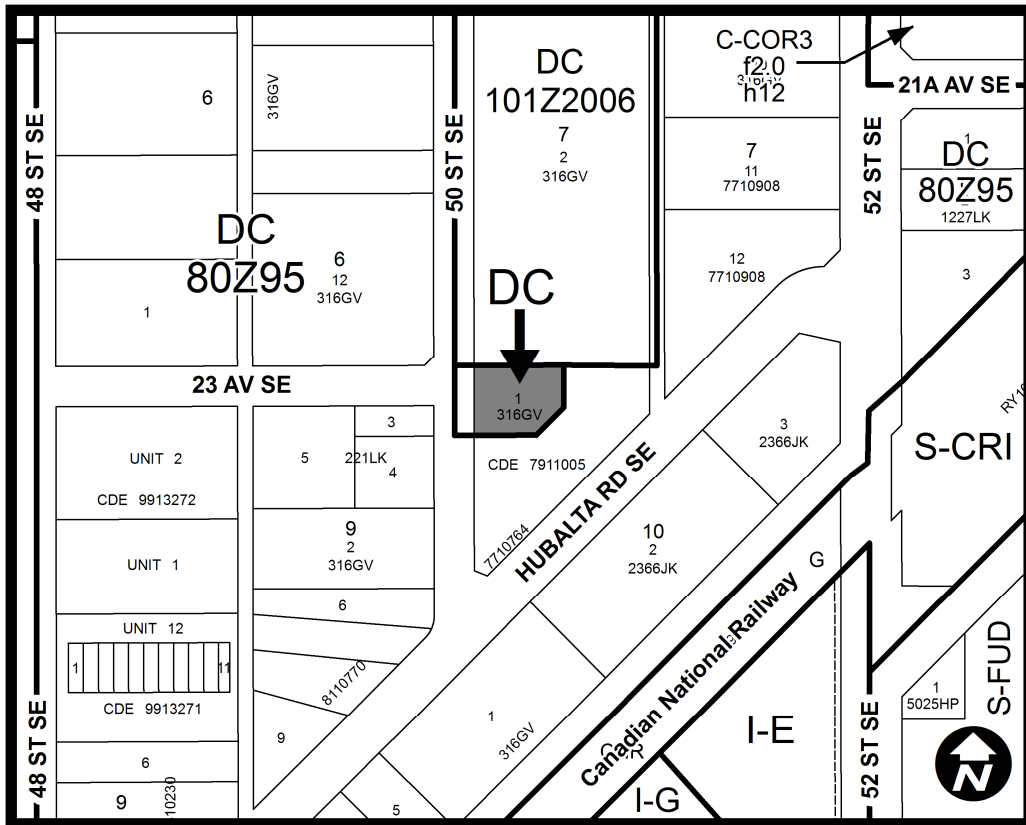 C-COR3
f2.0
h12
21A AV SE
48 ST SE
6
316GV
50 ST SE
DC
101Z2006
7
2
316GV
7
11
7710908
52 ST SE
1
DC
80Z95
1227LK
DC
80Z95
6
12
316GV
1
12
7710908
3
DC
23 AV SE
1
316GV
3
5
221LK
4
UNIT 2
CDE 9913272
CDE 7911005
3
2366JK
S-CRI
HUBALTA RD SE
7710764
9
2
316GV
10
2
2366JK
UNIT 1
G
6
UNIT 12
1
11
8110770
Canadian National Railway
CDE 9913271
9
1
316GV
I-E
1
5025HP
S-FUD
48 ST SE
6
9
5
I-G
52 ST SE
N